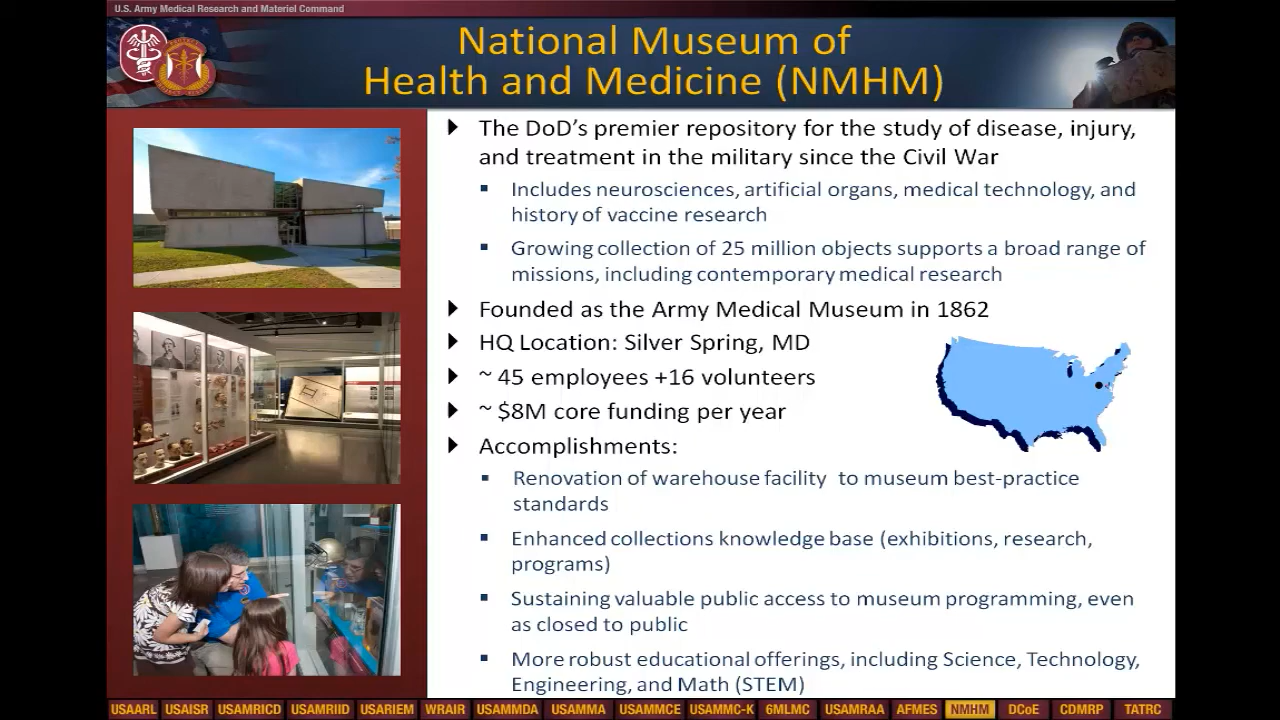 U.S. Army Medical Research and Materiel Command
National Museum of
Health and Medicine (NMHM)
The DoD's premier repository for the study of disease, injury,
and treatment in the military since the Civil War
Includes neurosciences, artificial organs, medical technology, and
history of vaccine research
Growing collection of 25 million objects supports a broad range of
missions, including contemporary medical research
Founded as the Army Medical Museum in 1862
HQ Location: Silver Spring, MD
~ 45 employees +16 volunteers
~ $8M core funding per year
Accomplishments:
Renovation of warehouse facility to museum best-practice
standards
Enhanced collections knowledge base (exhibitions, research,
programs)
Sustaining valuable public access to museum programming, even
as closed to public
More robust educational offerings, including Science, Technology,
Engineering, and Math (STEM)
USAARL USAISR USAMRICD USAMRIID USARIEM WRAIR USAMMDA USAMMA USAMMCE USAMMC-K 6MLMC USAMRAA AFMES NMHM DCoE CDMRP TATRC